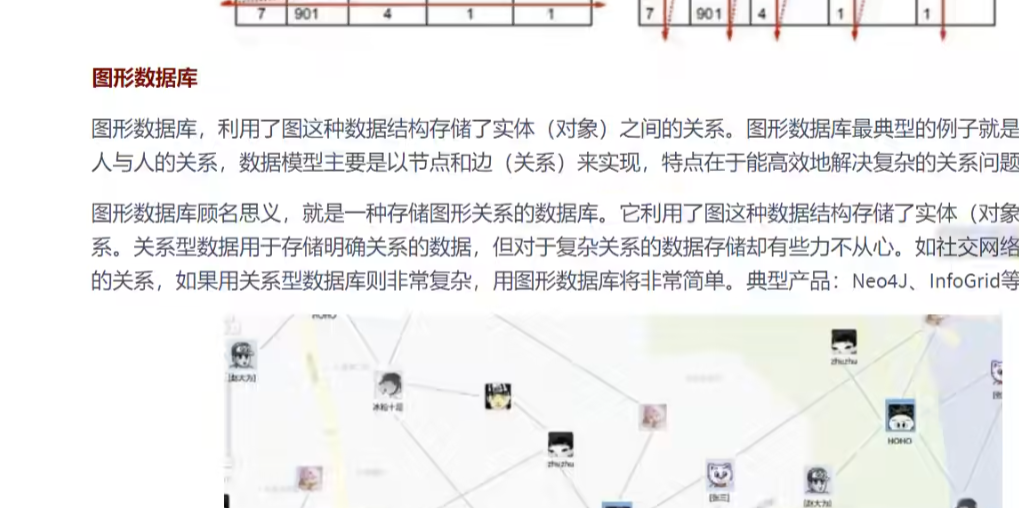 7 901 4 1 1
7 901 4 1 1
图形数据库
图形数据库，利用了图这种数据结构存储了实体（对象）之间的关系。图形数据库最典型的例子就是
人与人的关系，数据模型主要是以节点和边（关系）来实现，特点在于能高效地解决复杂的关系问题
图形数据库顾名思义，就是一种存储图形关系的数据库。它利用了图这种数据结构存储了实体（对象
系。关系型数据用于存储明确关系的数据，但对于复杂关系的数据存储却有些力不从心。如社交网络
的关系，如果用关系型数据库则非常复杂，用图形数据库将非常简单。典型产品：Neo4J、InfoGrid等
HOHO
zhuzhu
[赵大为]
HOHO
zhuzhu
[张三]
[赵大为]